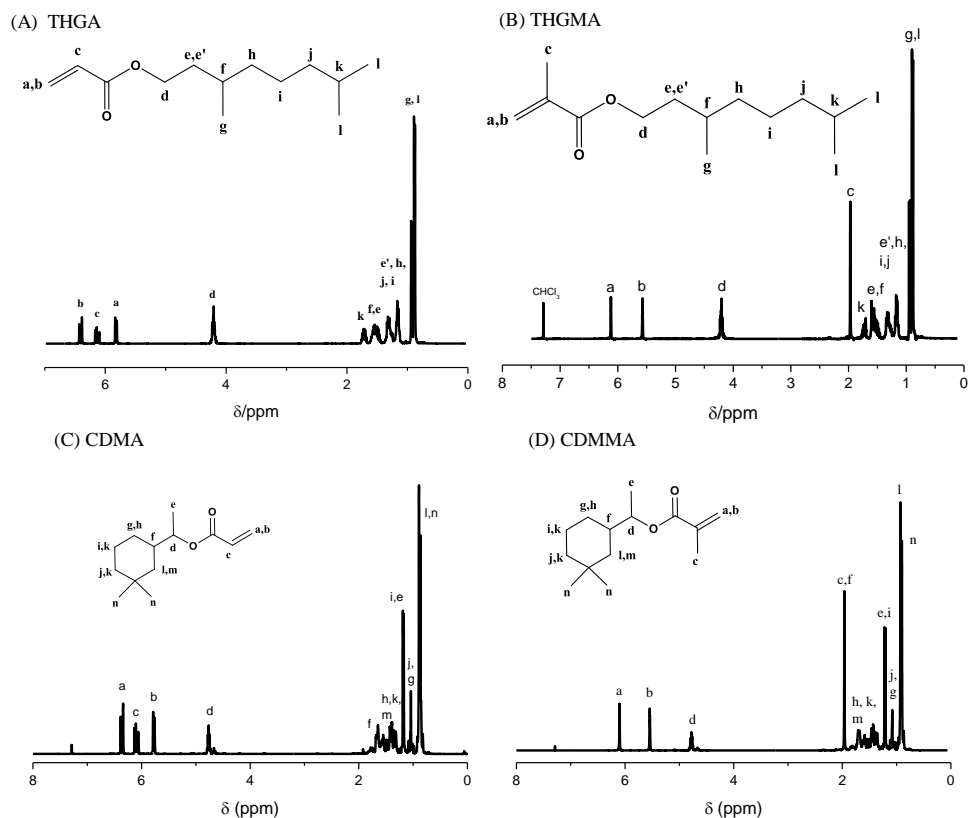 (A) THGA
c
a,b
O
O
d
e,e'
f
g
h
i
j
k
l
l
b
c
a
d
k
f,e
e', h,
j, i
g, l
6
4
2
0
δ/ppm
(B) THGMA
c
a,b
O
O
d
e,e'
f
g
h
i
j
k
l
l
CHCl3
a
b
d
c
k
e,f
e',h,
i,j
g,l
8
7
6
5
4
3
2
1
0
δ/ppm
(C) CDMA
e
g,h
f
i,k
d
O
O
a,b
c
j,k
l,m
n
n
a
c
b
d
f
h,k,
m
i,e
j,
g
l,n
8
6
4
2
0
δ (ppm)
(D) CDMMA
e
g,h
f
i,k
d
O
O
a,b
c
j,k
l,m
n
n
a
b
d
c,f
h,
m
k,
e,i
j,
g
l
n
8
6
4
2
0
δ (ppm)